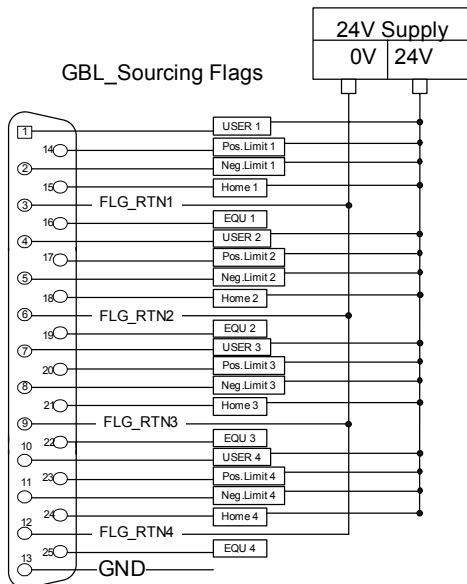 24V Supply
0V 24V
GBL_Sourcing Flags
1 USER 1
14 Pos.Limit 1
2 Neg.Limit 1
15 Home 1
3 FLG_RTN1
16 EQU 1
4 USER 2
17 Pos.Limit 2
5 Neg.Limit 2
18 Home 2
6 FLG_RTN2
19 EQU 2
7 USER 3
20 Pos.Limit 3
8 Neg.Limit 3
21 Home 3
9 FLG_RTN3
22 EQU 3
10 USER 4
23 Pos.Limit 4
11 Neg.Limit 4
24 Home 4
12 FLG_RTN4
25 EQU 4
13 GND